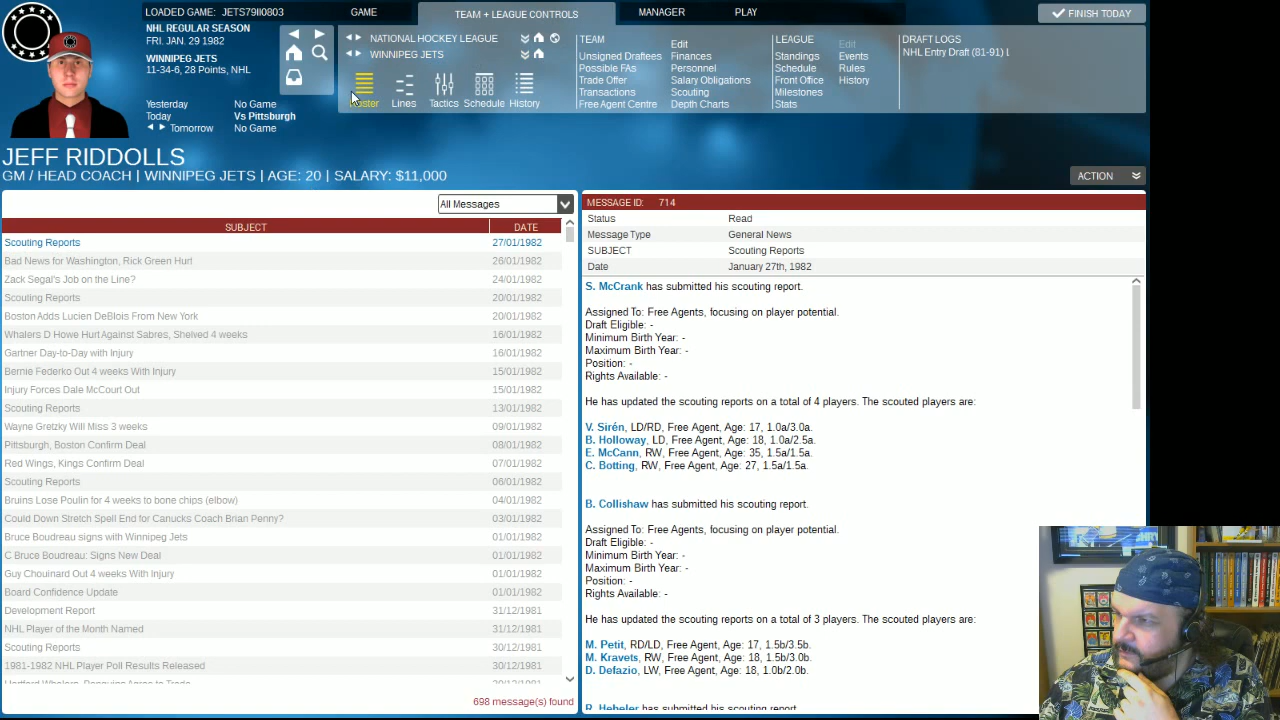 LOADED GAME: JETS79II0803
GAME
TEAM + LEAGUE CONTROLS
MANAGER
PLAY
FINISH TODAY
NHL REGULAR SEASON
FRI. JAN. 29 1982
WINNIPEG JETS
11-34-6, 28 Points, NHL
Yesterday No Game
Today Vs Pittsburgh
Tomorrow No Game
NATIONAL HOCKEY LEAGUE
WINNIPEG JETS
Lines
Tactics
Schedule
History
TEAM
Unsigned Draftees
Possible FAs
Trade Offer
Transactions
Free Agent Centre
Edit
Finances
Personnel
Salary Obligations
Scouting
Depth Charts
LEAGUE
Standings
Schedule
Front Office
Milestones
Stats
Edit
Events
Rules
History
DRAFT LOGS
NHL Entry Draft (81-91) L
JEFF RIDDOLLS
GM / HEAD COACH | WINNIPEG JETS | AGE: 20 | SALARY: $11,000
ACTION
All Messages
SUBJECT DATE
Scouting Reports 27/01/1982
Bad News for Washington, Rick Green Hurt 26/01/1982
Zack Segal's Job on the Line? 24/01/1982
Scouting Reports 20/01/1982
Boston Adds Lucien DeBlois From New York 20/01/1982
Whalers D Howe Hurt Against Sabres, Shelved 4 weeks 16/01/1982
Gartner Day-to-Day with Injury 16/01/1982
Bernie Federko Out 4 weeks With Injury 15/01/1982
Injury Forces Dale McCourt Out 15/01/1982
Scouting Reports 13/01/1982
Wayne Gretzky Will Miss 3 weeks 09/01/1982
Pittsburgh, Boston Confirm Deal 08/01/1982
Red Wings, Kings Confirm Deal 07/01/1982
Scouting Reports 06/01/1982
Bruins Lose Poulin for 4 weeks to bone chips (elbow) 04/01/1982
Could Down Stretch Spell End for Canucks Coach Brian Penny? 03/01/1982
Bruce Boudreau signs with Winnipeg Jets 01/01/1982
C Bruce Boudreau: Signs New Deal 01/01/1982
Guy Chouinard Out 4 weeks With Injury 01/01/1982
Board Confidence Update 01/01/1982
Development Report 31/12/1981
NHL Player of the Month Named 31/12/1981
Scouting Reports 30/12/1981
1981-1982 NHL Player Poll Results Released 30/12/1981
Hartford Whalers, Penguins Agree to Trade 30/12/1981
698 message(s) found
MESSAGE ID: 714
Status Read
Message Type General News
SUBJECT Scouting Reports
Date January 27th, 1982
S. McCrank has submitted his scouting report.
Assigned To: Free Agents, focusing on player potential.
Draft Eligible: -
Minimum Birth Year: -
Maximum Birth Year: -
Position: -
Rights Available: -
He has updated the scouting reports on a total of 4 players. The scouted players are:
V. Sirén, LD/RD, Free Agent, Age: 17, 1.0a/3.0a.
B. Holloway, LD, Free Agent, Age: 18, 1.0a/2.5a.
E. McCann, RW, Free Agent, Age: 35, 1.5a/1.5a.
C. Botting, RW, Free Agent, Age: 27, 1.5a/1.5a.
B. Collishaw has submitted his scouting report.
Assigned To: Free Agents, focusing on player potential.
Draft Eligible: -
Minimum Birth Year: -
Maximum Birth Year: -
Position: -
Rights Available: -
He has updated the scouting reports on a total of 3 players. The scouted players are:
M. Petit, RD/LD, Free Agent, Age: 17, 1.5b/3.5b.
M. Kravets, RW, Free Agent, Age: 18, 1.5b/3.0b.
D. Defazio, LW, Free Agent, Age: 18, 1.0b/2.0b.
R. Hebeler has submitted his scouting report.